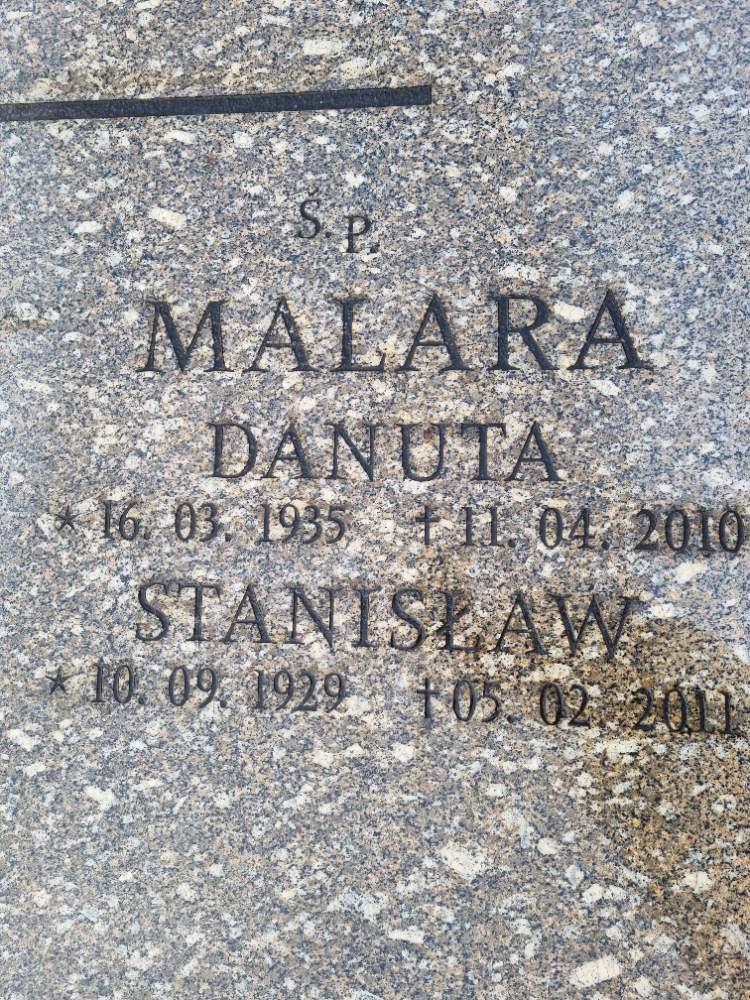 Ś. P.
MALARA
DANUTA
* 16. 03. 1935 † 11. 04. 2010
STANISŁAW
* 10. 09. 1929 † 05. 02. 2011